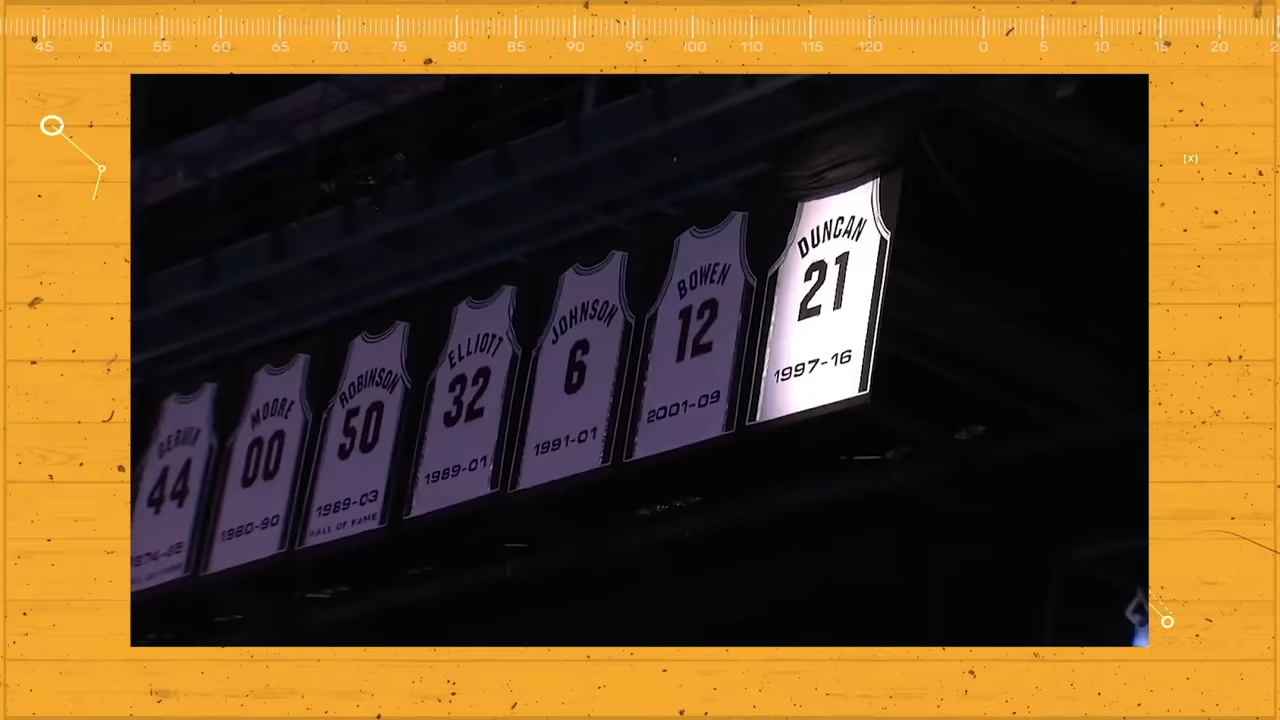 45 50 55 60 65 70 75 80 85 90 95 100 110 115 120 0 5 10 15 20
[X]
DUNCAN
21
1997-16
BOWEN
12
2001-09
JOHNSON
6
1991-01
ELLIOTT
32
1989-01
ROBINSON
50
1989-03
HALL OF FAME
MOORE
00
1980-90
GERVIN
44